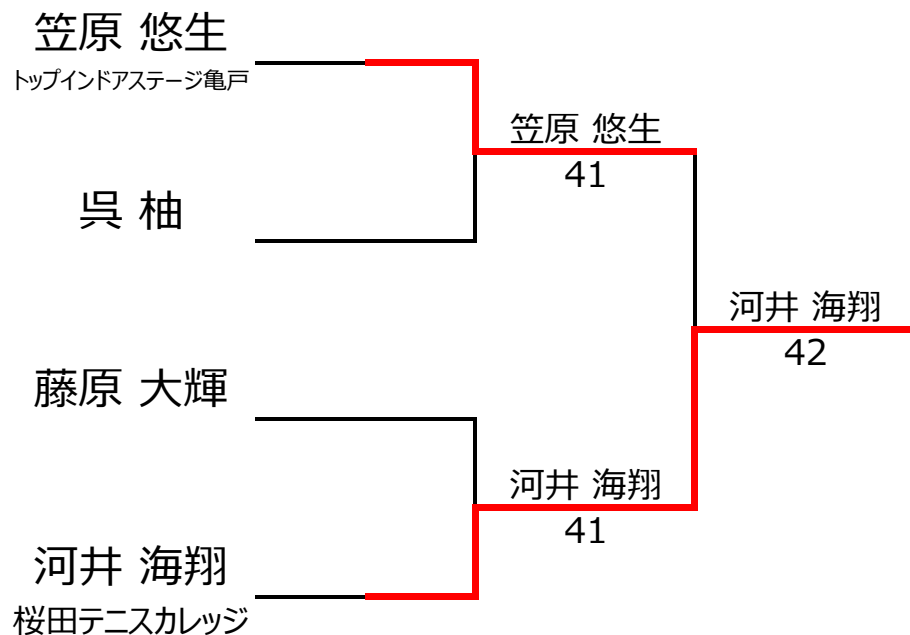 笠原 悠生
トップインドアステージ亀戸
笠原 悠生
41
呉 柚
河井 海翔
42
藤原 大輝
河井 海翔
41
河井 海翔
桜田テニスカレッジ